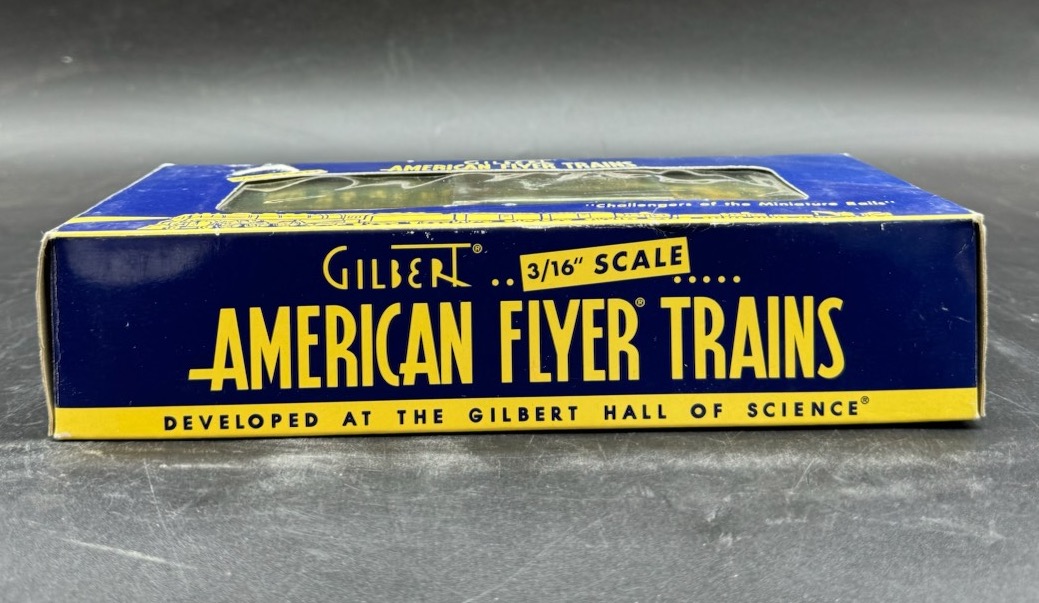 GILBERT
AMERICAN FLYER TRAINS
"Challengers of the Miniature Rails"
GILBERT® .. 3/16" SCALE .....
AMERICAN FLYER® TRAINS
DEVELOPED AT THE GILBERT HALL OF SCIENCE®